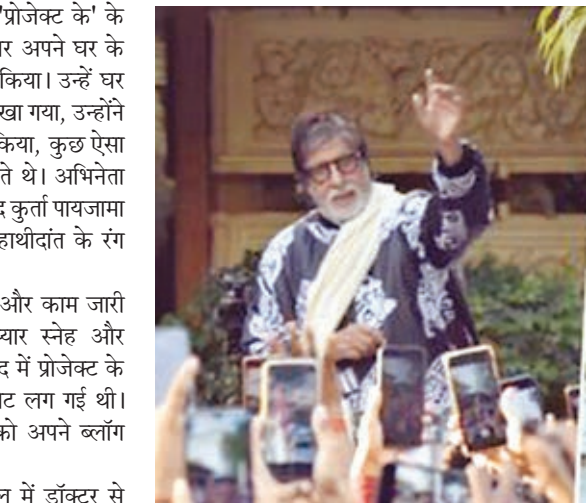 'प्रोजेक्ट के' के
अपने घर के
किया। उन्हें घर
गया, उन्होंने
किया, कुछ ऐसा
थे। अभिनेता
कुर्ता पायजामा
हाथीदांत के रंग
और काम जारी
स्नेह और
में प्रोजेक्ट के
लग गई थी।
को अपने ब्लॉग
में डॉक्टर से